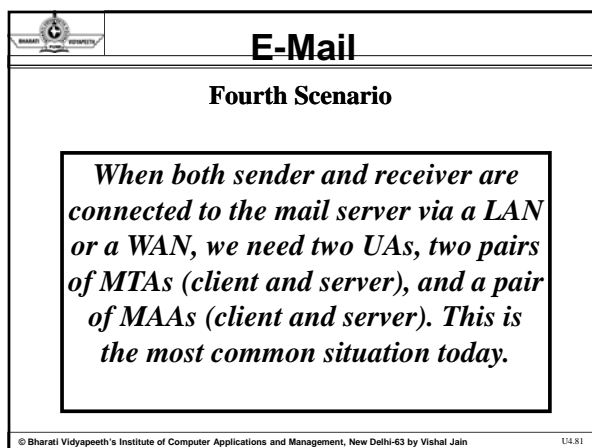 BHARATI VIDYAPEETH
E-Mail
Fourth Scenario
When both sender and receiver are
connected to the mail server via a LAN
or a WAN, we need two UAs, two pairs
of MTAs (client and server), and a pair
of MAAs (client and server). This is
the most common situation today.
© Bharati Vidyapeeth's Institute of Computer Applications and Management, New Delhi-63 by Vishal Jain U4.81